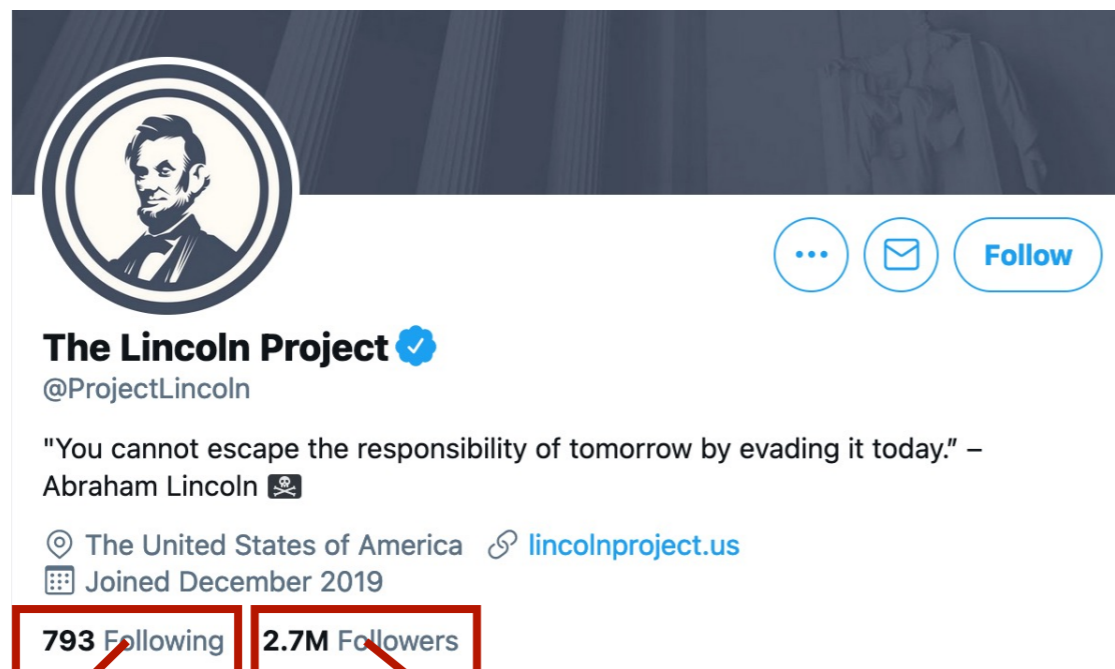 Follow
The Lincoln Project
@ProjectLincoln
"You cannot escape the responsibility of tomorrow by evading it today.” –
Abraham Lincoln 🏴‍☠️
The United States of America lincolnproject.us
Joined December 2019
793 Following 2.7M Followers